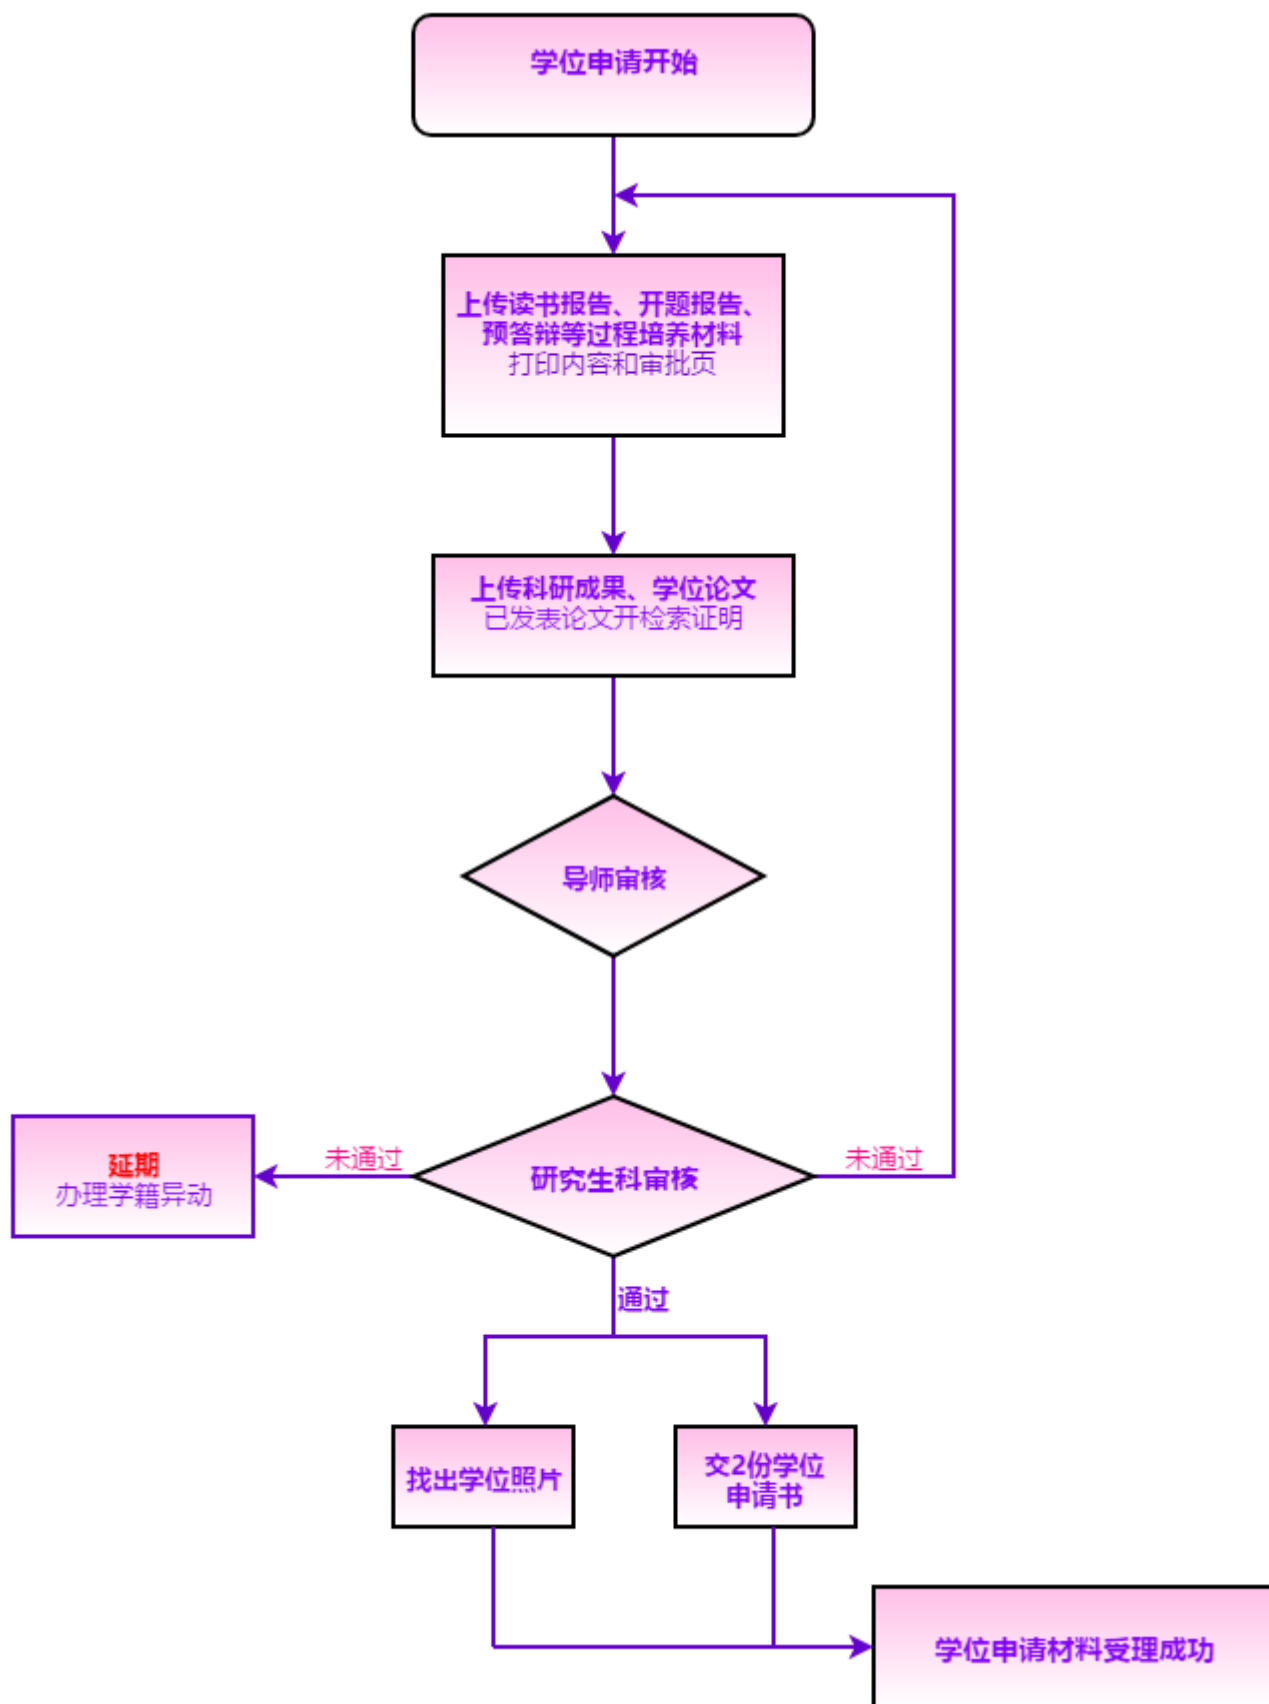 学位申请开始
上传读书报告、开题报告、
预答辩等过程培养材料
打印内容和审批页
上传科研成果、学位论文
已发表论文开检索证明
导师审核
延期
办理学籍异动
未通过
研究生科审核
未通过
通过
找出学位照片
交2份学位
申请书
学位申请材料受理成功